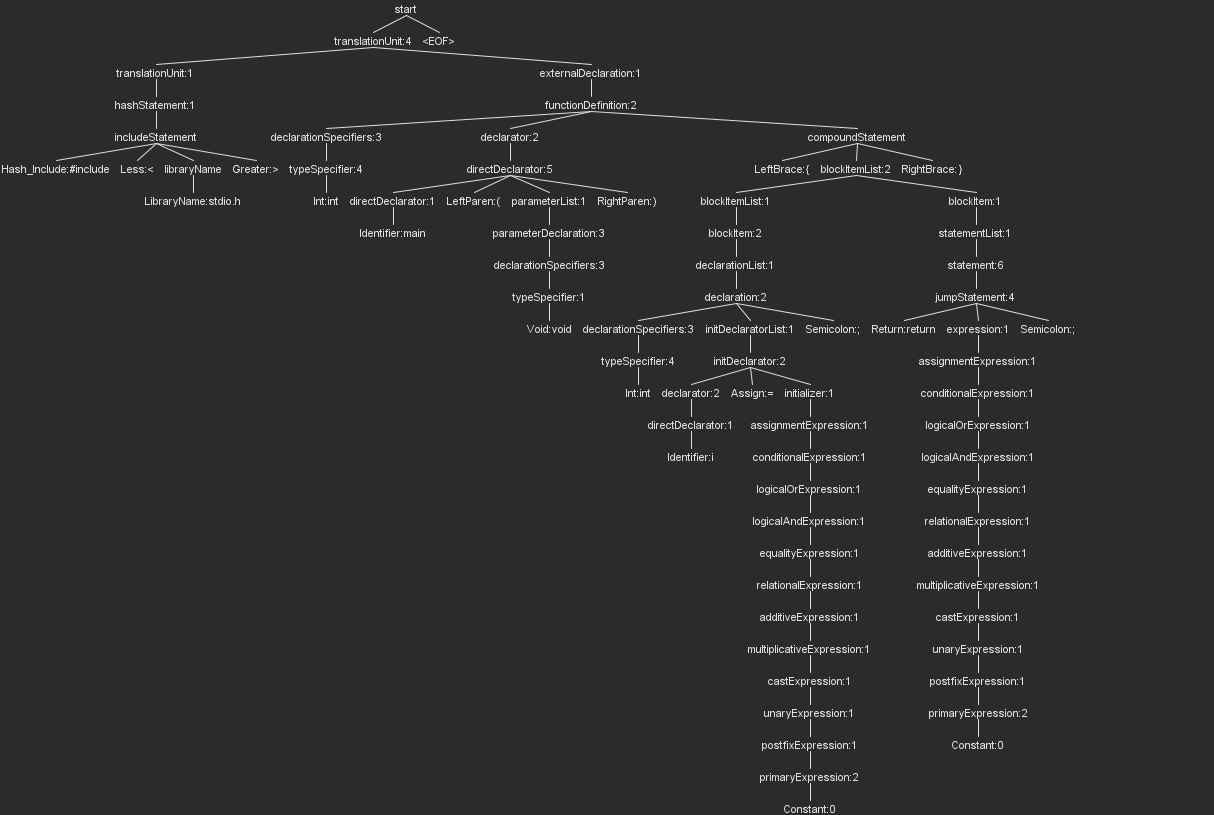 start
translationUnit:4 <EOF>
translationUnit:1 externalDeclaration:1
hashStatement:1 functionDefinition:2
includeStatement declarationSpecifiers:3 declarator:2 compoundStatement
Hash_Include:#include Less:< libraryName Greater:> typeSpecifier:4 directDeclarator:5 LeftBrace:{ blockItemList:2 RightBrace:}
LibraryName:stdio.h Int:int directDeclarator:1 LeftParen:( parameterList:1 RightParen:) blockItemList:1 blockItem:1
Identifier:main parameterDeclaration:3 blockItem:2 statementList:1
declarationSpecifiers:3 declarationList:1 statement:6
typeSpecifier:1 declaration:2 jumpStatement:4
Void:void declarationSpecifiers:3 initDeclaratorList:1 Semicolon:; Return:return expression:1 Semicolon:;
typeSpecifier:4 initDeclarator:2 assignmentExpression:1
Int:int declarator:2 Assign:= initializer:1 conditionalExpression:1
directDeclarator:1 assignmentExpression:1 logicalOrExpression:1
Identifier:i conditionalExpression:1 logicalAndExpression:1
logicalOrExpression:1 equalityExpression:1
logicalAndExpression:1 relationalExpression:1
equalityExpression:1 additiveExpression:1
relationalExpression:1 multiplicativeExpression:1
additiveExpression:1 castExpression:1
multiplicativeExpression:1 unaryExpression:1
castExpression:1 postfixExpression:1
unaryExpression:1 primaryExpression:2
postfixExpression:1 Constant:0
primaryExpression:2
Constant:0